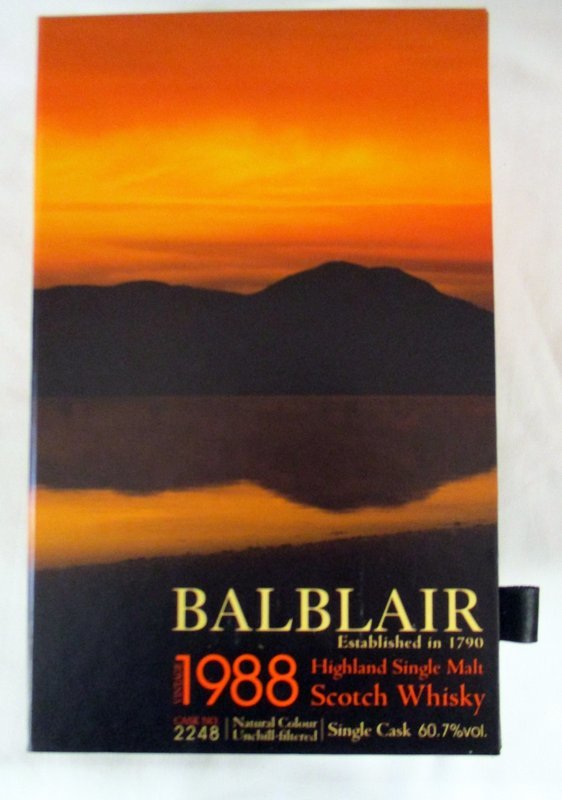 BALBLAIR
Established in 1790
VINTAGE 1988 Highland Single Malt
Scotch Whisky
CASK NO. Natural Colour
2248 Unchill-filtered Single Cask 60.7%vol.